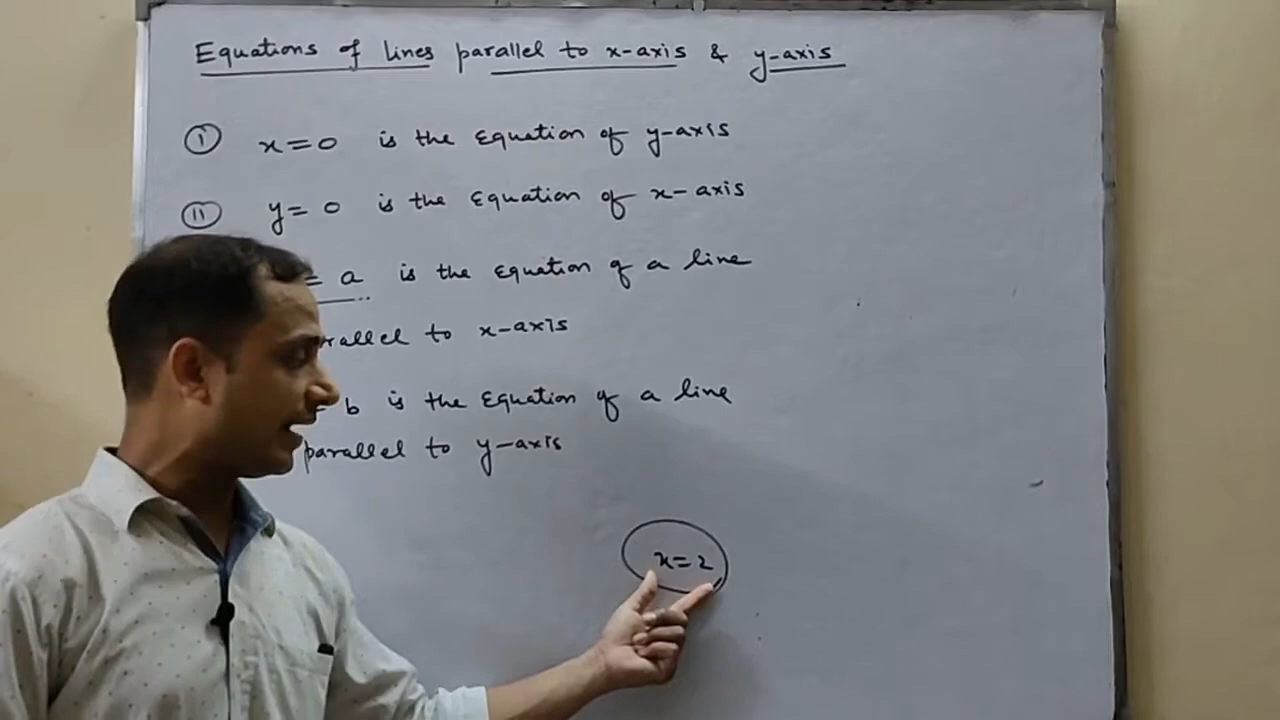 Equations of lines parallel to x-axis & y-axis
(i) x=0 is the Equation of y-axis
(ii) y=0 is the Equation of x-axis
= a is the Equation of a line
to x-axis
b is the Equation of a line
parallel to y-axis
x=2